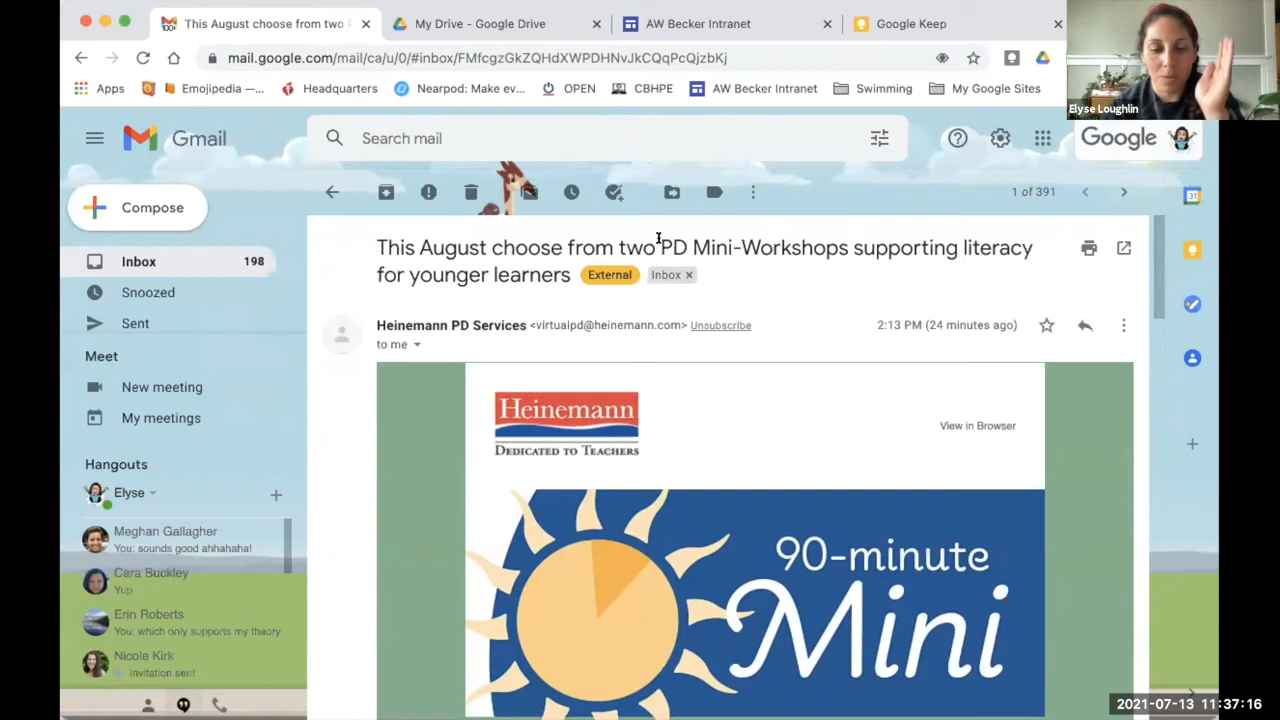 This August choose from two
My Drive - Google Drive
AW Becker Intranet
Google Keep
mail.google.com/mail/ca/u/0/#inbox/FMfcgzGkZQHdXWPDHNvJkCQqPcQjzbKj
Apps
Emojipedia —...
Headquarters
Nearpod: Make ev...
OPEN
CBHPE
AW Becker Intranet
Swimming
My Google Sites
Elyse Loughlin
Gmail
Search mail
Google
Compose
1 of 391
Inbox 198
Snoozed
Sent
Meet
New meeting
My meetings
Hangouts
Elyse
Meghan Gallagher
You: sounds good ahhahaha!
Cara Buckley
Yup
Erin Roberts
You: which only supports my theory
Nicole Kirk
Invitation sent
This August choose from two PD Mini-Workshops supporting literacy
for younger learners External Inbox x
Heinemann PD Services <virtualpd@heinemann.com> Unsubscribe
2:13 PM (24 minutes ago)
to me
Heinemann
DEDICATED TO TEACHERS
View in Browser
90-minute
Mini
31
100+
2021-07-13 11:37:16